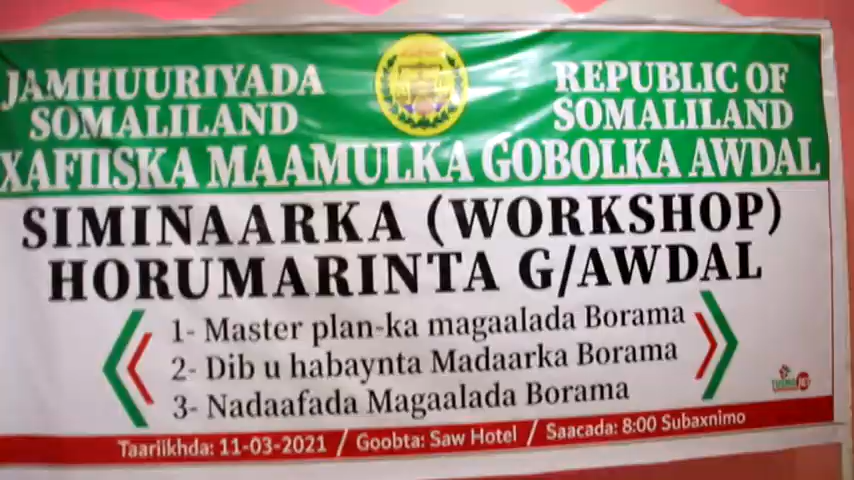 JAMHUURIYADA
SOMALILAND
REPUBLIC OF
SOMALILAND
XAFIISKA MAAMULKA GOBOLKA AWDAL
SIMINAARKA (WORKSHOP)
HORUMARINTA G/AWDAL
1- Master plan-ka magaalada Borama
2- Dib u habaynta Madaarka Borama
3- Nadaafada Magaalada Borama
Taariikhda: 11-03-2021 / Goobta: Saw Hotel / Saacada: 8:00 Subaxnimo